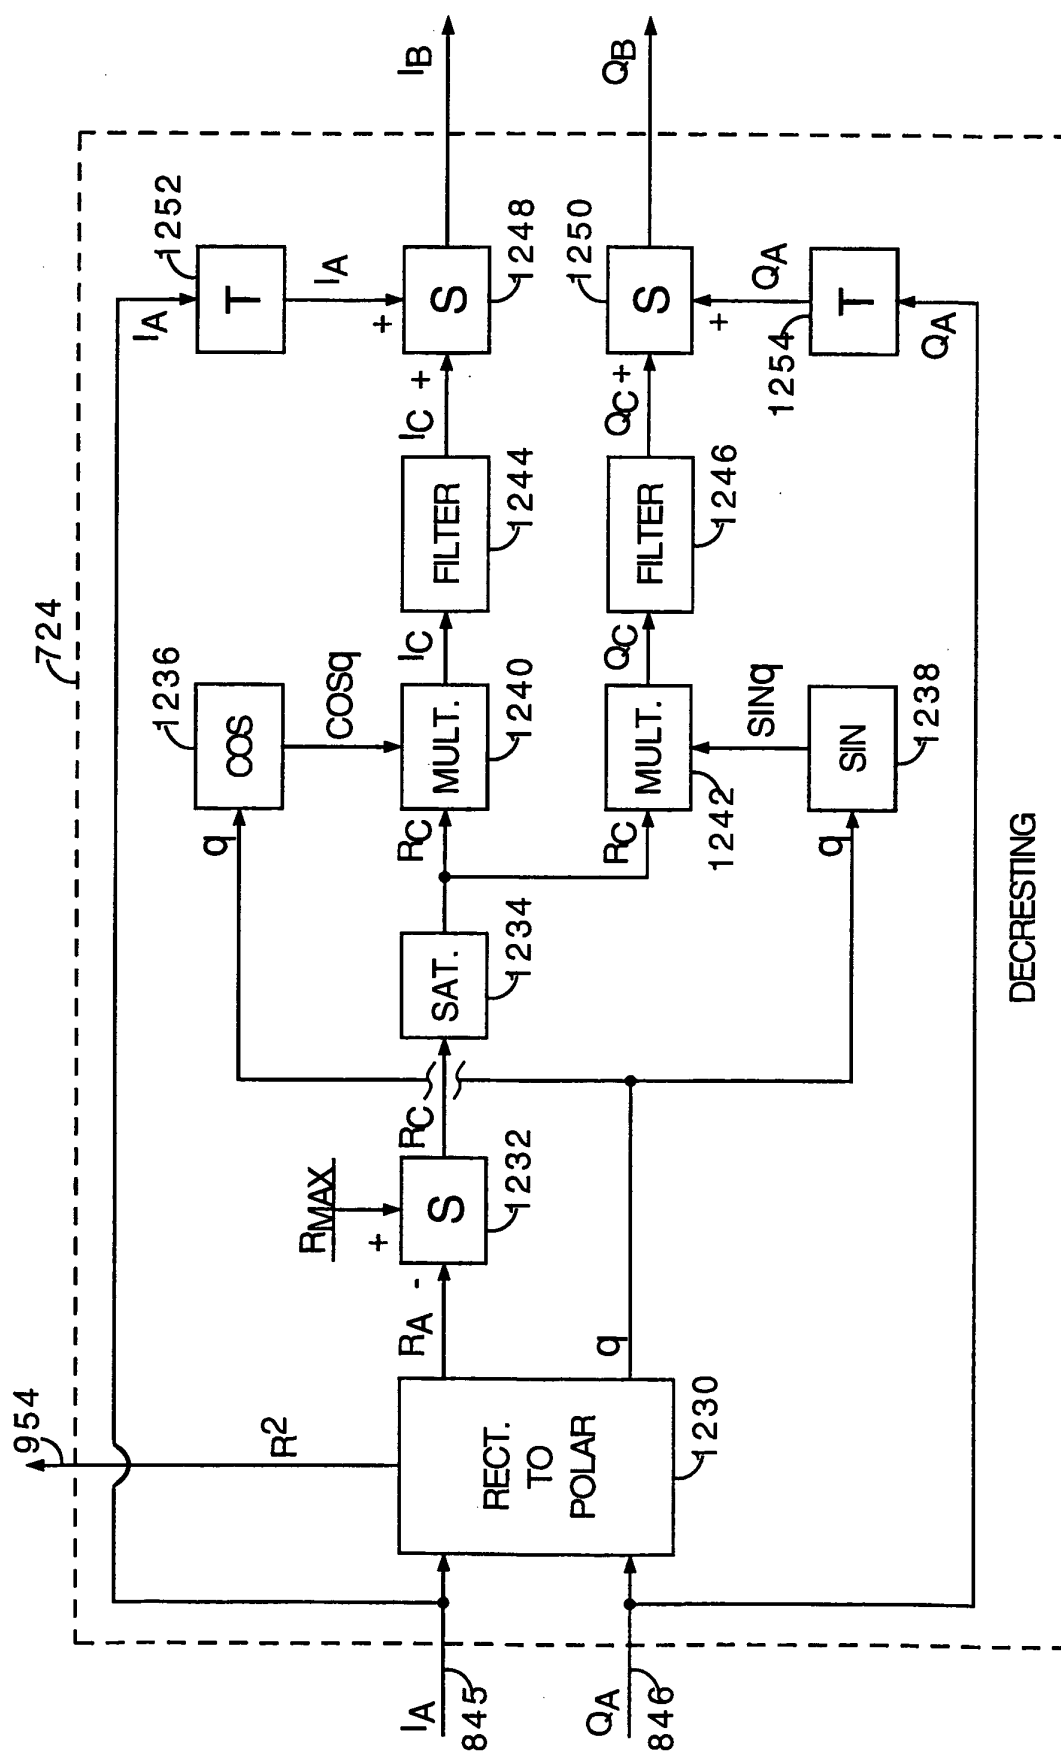 724
954
R2
IA
1252
T
IA
1236
q
COS
COSq
RMAX
+
IA
845
RECT.
TO
POLAR
1230
RA
-
S
1232
RC
SAT.
1234
RC
MULT.
1240
IC
FILTER
1244
IC
+
+
S
1248
IB
QA
846
q
RC
MULT.
1242
QC
FILTER
1246
QC
+
+
S
1250
QB
SINq
q
SIN
1238
QA
1254
T
QA
DECRESTING